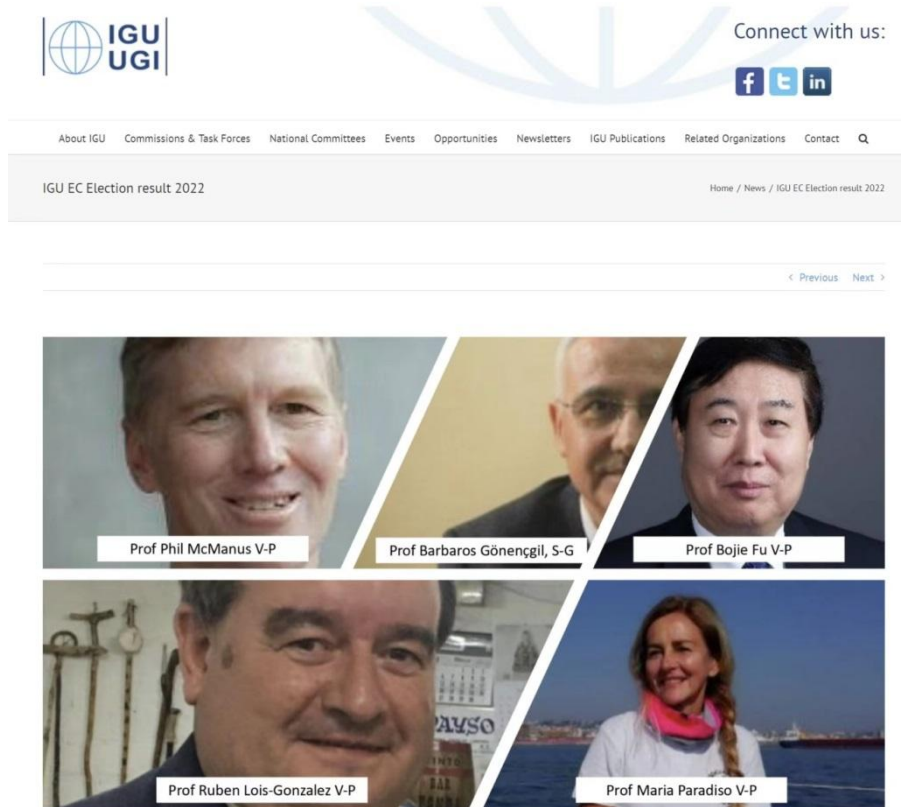 IGU
UGI
Connect with us:
About IGU Commissions & Task Forces National Committees Events Opportunities Newsletters IGU Publications Related Organizations Contact
IGU EC Election result 2022
Home / News / IGU EC Election result 2022
< Previous Next >
Prof Phil McManus V-P
Prof Barbaros Gönençgil, S-G
Prof Bojie Fu V-P
PAYSO
Prof Ruben Lois-Gonzalez V-P
Prof Maria Paradiso V-P